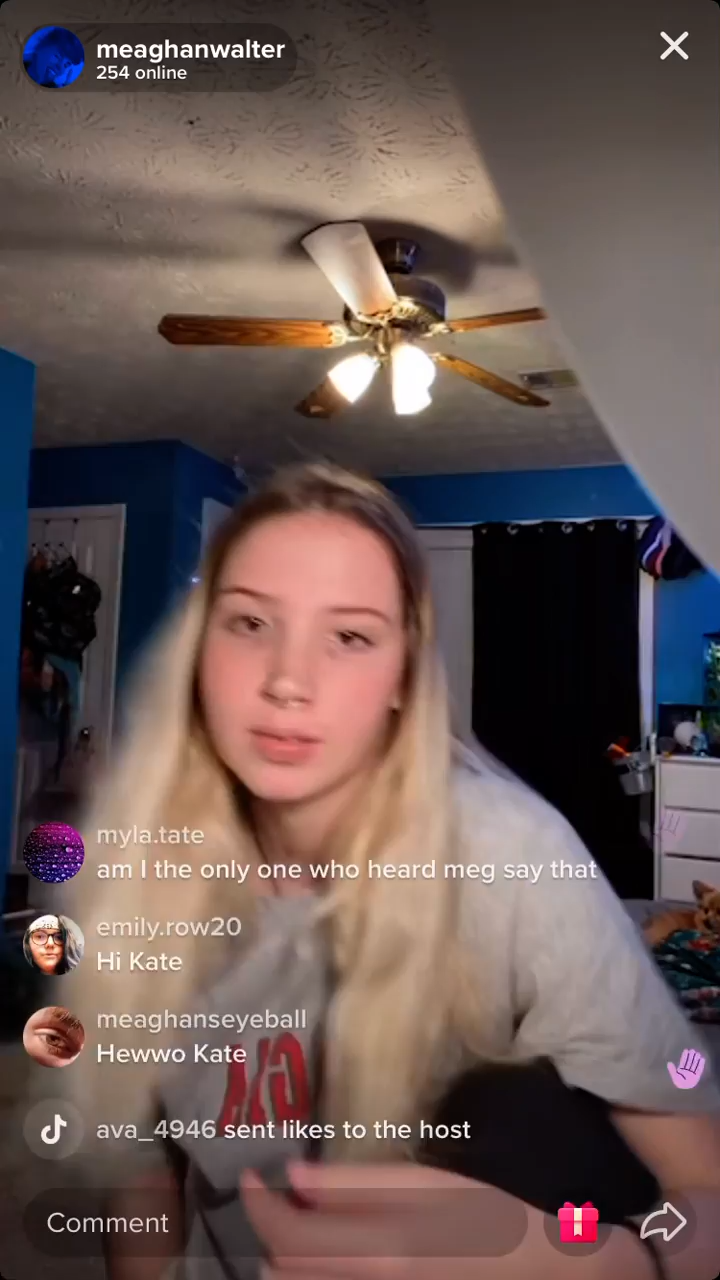 meaghanwalter
254 online
myla.tate
am I the only one who heard meg say that
emily.row20
Hi Kate
meaghanseyeball
Hewwo Kate
ava_4946 sent likes to the host
Comment